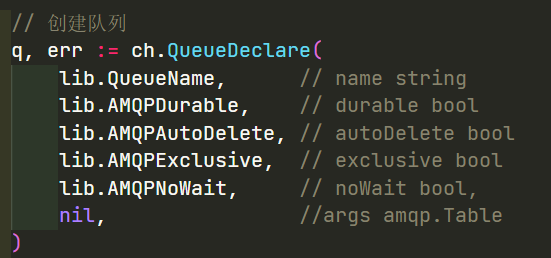 // 创建队列
q, err := ch.QueueDeclare(
    lib.QueueName,      // name string
    lib.AMQPDurable,    // durable bool
    lib.AMQPAutoDelete, // autoDelete bool
    lib.AMQPExclusive,  // exclusive bool
    lib.AMQPNoWait,     // noWait bool,
    nil,                //args amqp.Table
)